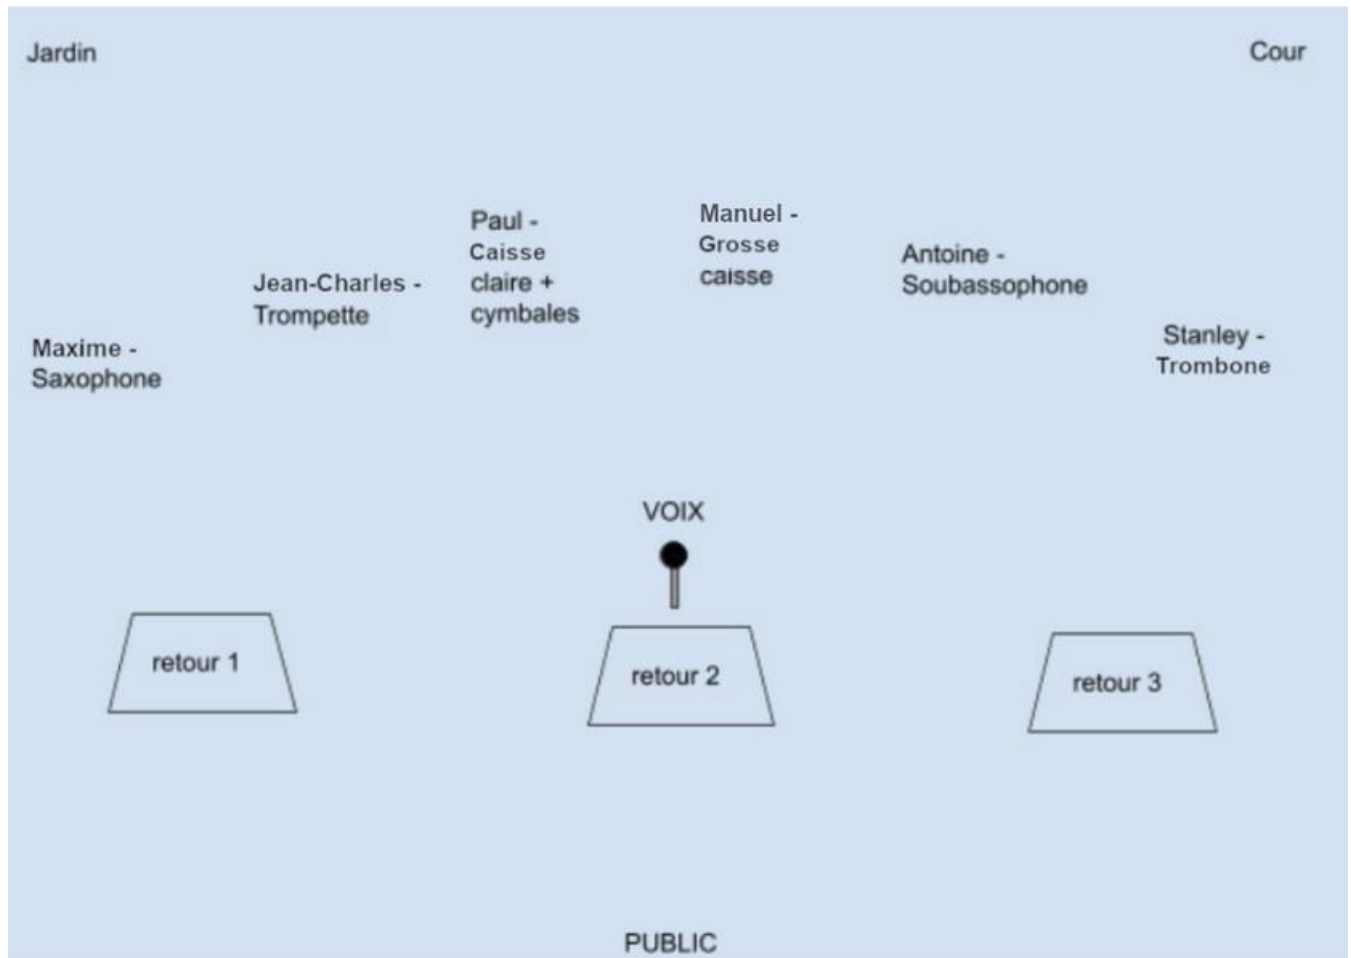 Jardin
Cour
Maxime -
Saxophone
Jean-Charles -
Trompette
Paul -
Caisse
claire +
cymbales
Manuel -
Grosse
caisse
Antoine -
Soubassophone
Stanley -
Trombone
VOIX
retour 1
retour 2
retour 3
PUBLIC